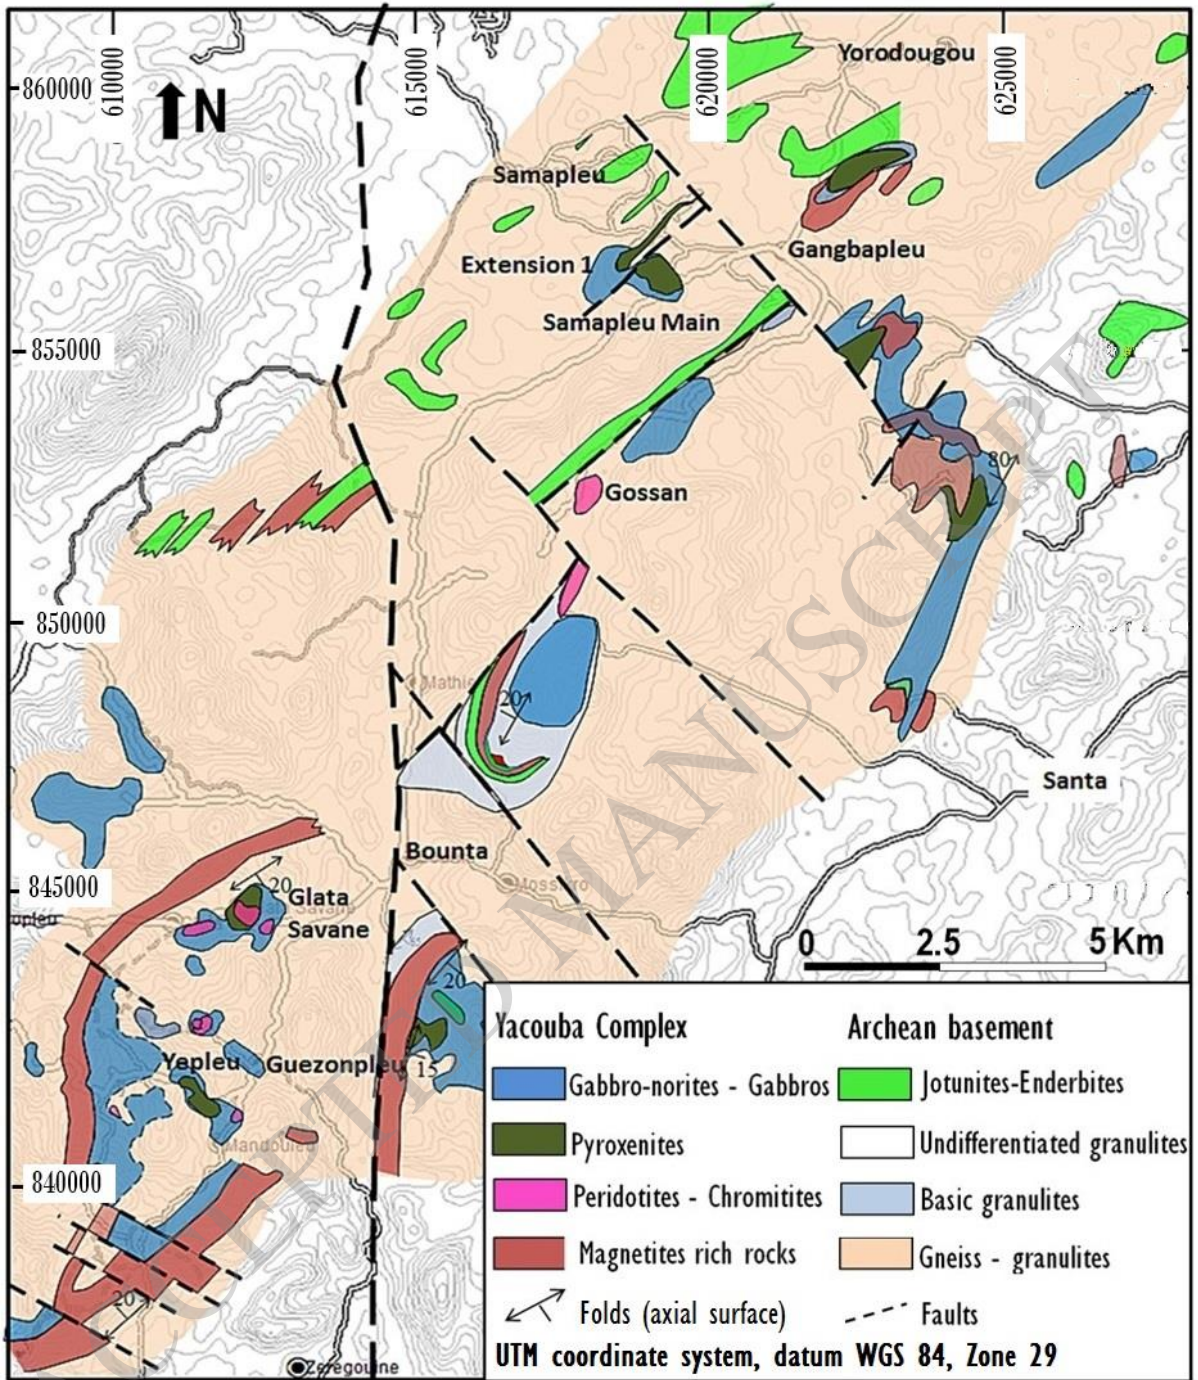 610000
615000
620000
625000
860000
N
Yorodougou
Samapleu
Gangbapleu
Extension 1
Samapleu Main
855000
80
Gossan
850000
20
Santa
Bounta
845000
20
Glata
Savane
0 2.5 5 Km
20
Yepleu
Guezonpleu
15
840000
20
Zeregouine
Yacouba Complex
Archean basement
Gabbro-norites - Gabbros
Jotunites-Enderbites
Pyroxenites
Undifferentiated granulites
Peridotites - Chromitites
Basic granulites
Magnetites rich rocks
Gneiss - granulites
Folds (axial surface)
Faults
UTM coordinate system, datum WGS 84, Zone 29